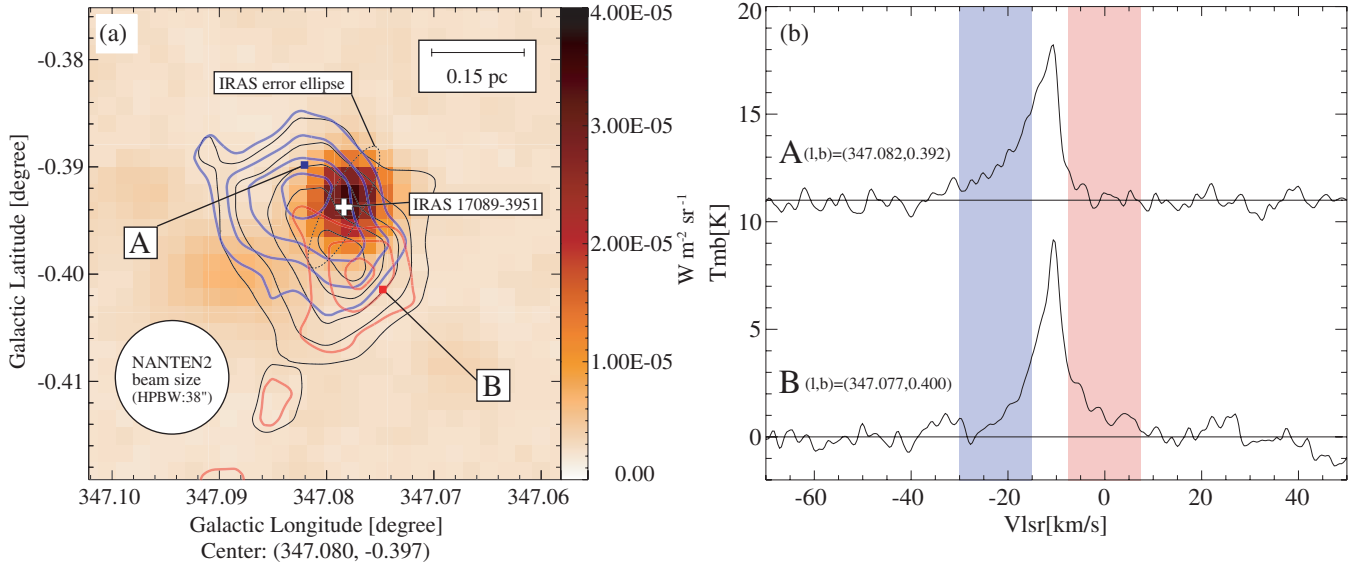 (a)
-0.38
-0.39
-0.40
-0.41
Galactic Latitude [degree]
0.15 pc
IRAS error ellipse
IRAS 17089-3951
A
B
NANTEN2
beam size
(HPBW:38")
347.10
347.09
347.08
347.07
347.06
Galactic Longitude [degree]
Center: (347.080, -0.397)
4.00E-05
3.00E-05
2.00E-05
1.00E-05
0.00
W m-2 sr-1
(b)
20
15
10
5
0
Tmb[K]
A (l,b)=(347.082,0.392)
B (l,b)=(347.077,0.400)
-60
-40
-20
0
20
40
Vlsr[km/s]